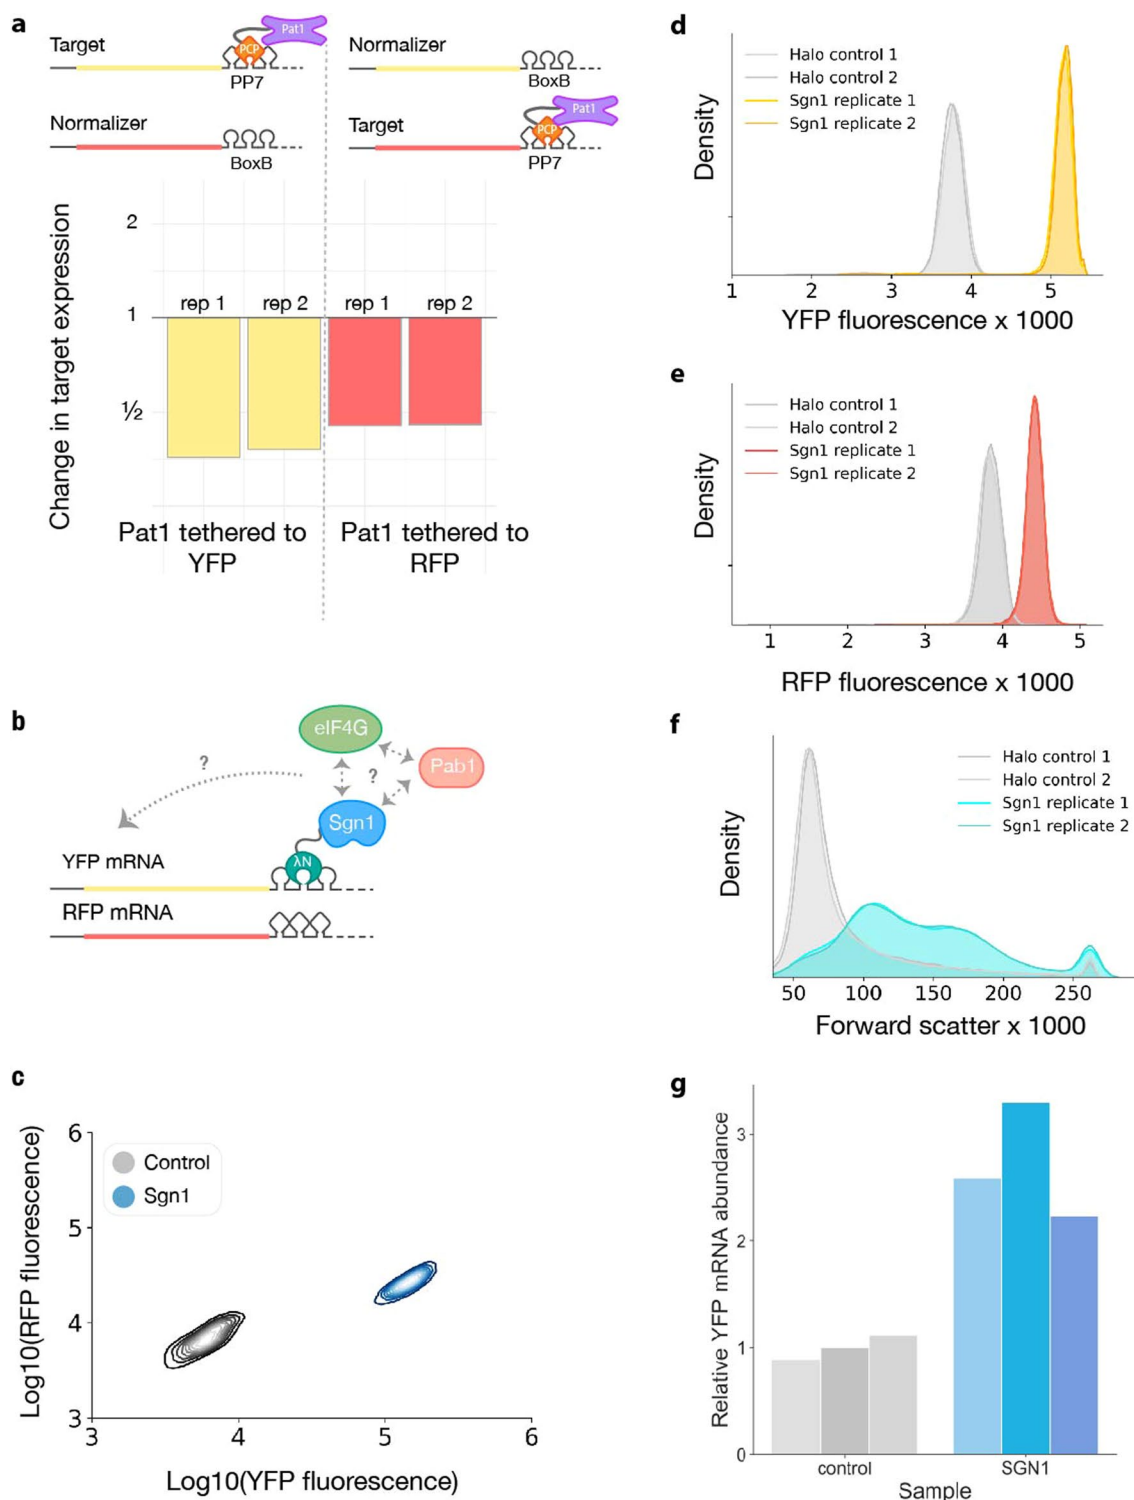 a
Target
PCP
Pat1
PP7
Normalizer
BoxB
Normalizer
BoxB
Target
PCP
Pat1
PP7
Change in target expression
2
1
½
rep 1
rep 2
rep 1
rep 2
Pat1 tethered to
YFP
Pat1 tethered to
RFP
b
eIF4G
Pab1
?
?
Sgn1
λN
YFP mRNA
RFP mRNA
c
Log10(RFP fluorescence)
6
5
4
3
Control
Sgn1
3 4 5 6
Log10(YFP fluorescence)
d
Density
Halo control 1
Halo control 2
Sgn1 replicate 1
Sgn1 replicate 2
1 2 3 4 5
YFP fluorescence x 1000
e
Density
Halo control 1
Halo control 2
Sgn1 replicate 1
Sgn1 replicate 2
1 2 3 4 5
RFP fluorescence x 1000
f
Density
Halo control 1
Halo control 2
Sgn1 replicate 1
Sgn1 replicate 2
50 100 150 200 250
Forward scatter x 1000
g
Relative YFP mRNA abundance
3
2
1
0
control SGN1
Sample